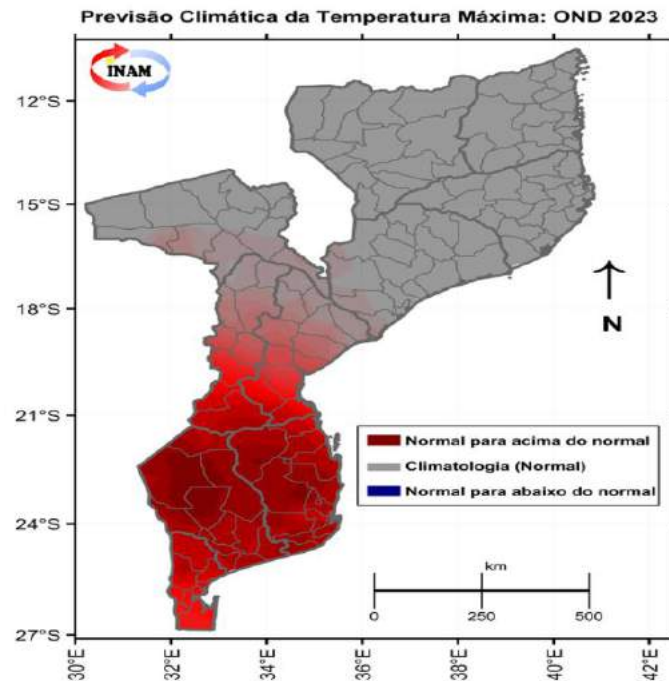 Previsão Climática da Temperatura Máxima: OND 2023
INAM
12°S
15°S
18°S
21°S
24°S
27°S
N
Normal para acima do normal
Climatologia (Normal)
Normal para abaixo do normal
km
0 250 500
30°E 32°E 34°E 36°E 38°E 40°E 42°E